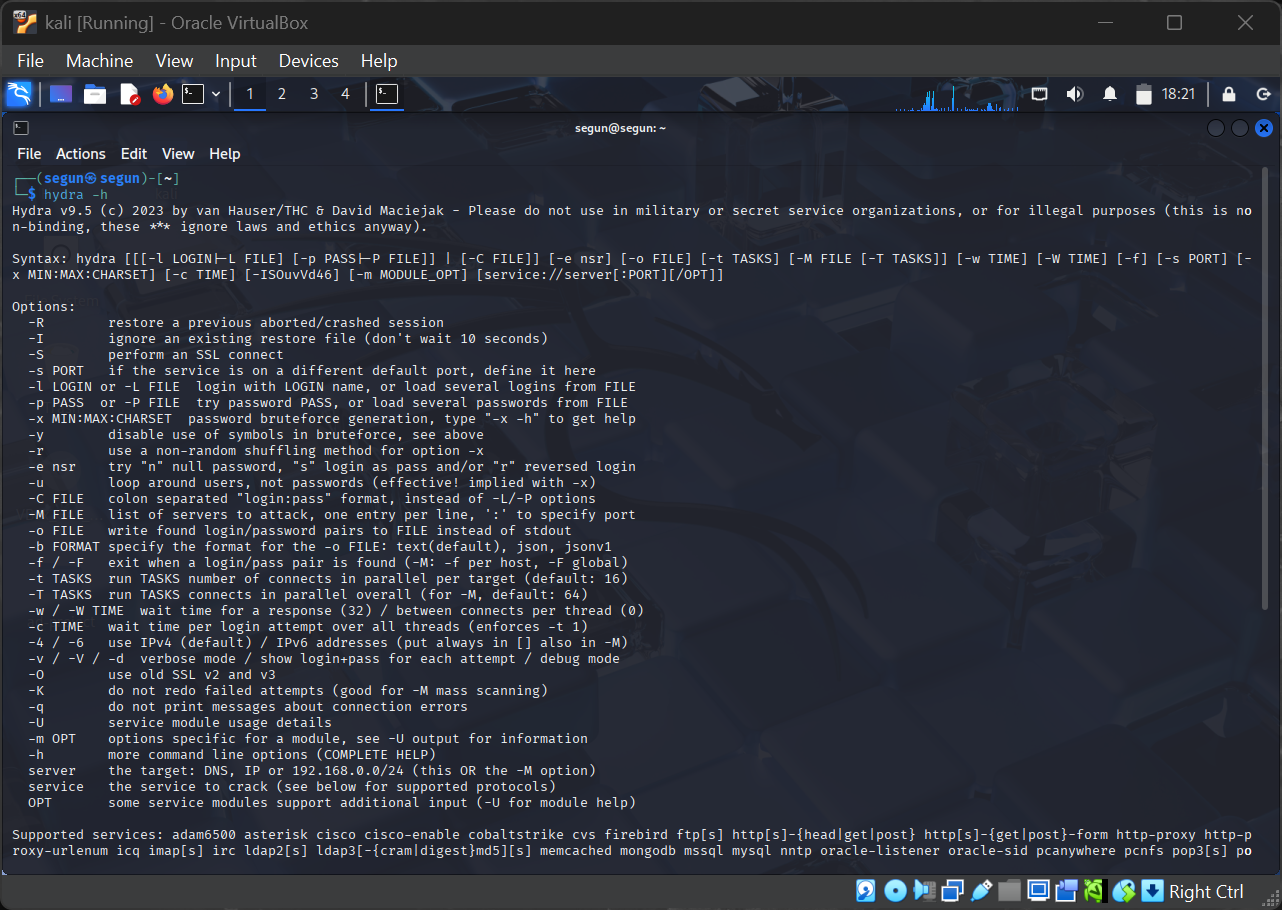 kali [Running] - Oracle VirtualBox
File Machine View Input Devices Help
1 2 3 4 18:21
segun@segun: ~
File Actions Edit View Help
┌──(segun㉿segun)-[~]
└─$ hydra -h
Hydra v9.5 (c) 2023 by van Hauser/THC & David Maciejak - Please do not use in military or secret service organizations, or for illegal purposes (this is no
n-binding, these *** ignore laws and ethics anyway).
Syntax: hydra [[[-l LOGIN|-L FILE] [-p PASS|-P FILE]] | [-C FILE]] [-e nsr] [-o FILE] [-t TASKS] [-M FILE [-T TASKS]] [-w TIME] [-W TIME] [-f] [-s PORT] [-
x MIN:MAX:CHARSET] [-c TIME] [-ISOuvVd46] [-m MODULE_OPT] [service://server[:PORT][/OPT]]
Options:
-R restore a previous aborted/crashed session
-I ignore an existing restore file (don't wait 10 seconds)
-S perform an SSL connect
-s PORT if the service is on a different default port, define it here
-l LOGIN or -L FILE login with LOGIN name, or load several logins from FILE
-p PASS or -P FILE try password PASS, or load several passwords from FILE
-x MIN:MAX:CHARSET password bruteforce generation, type "-x -h" to get help
-y disable use of symbols in bruteforce, see above
-r use a non-random shuffling method for option -x
-e nsr try "n" null password, "s" login as pass and/or "r" reversed login
-u loop around users, not passwords (effective! implied with -x)
-C FILE colon separated "login:pass" format, instead of -L/-P options
-M FILE list of servers to attack, one entry per line, ':' to specify port
-o FILE write found login/password pairs to FILE instead of stdout
-b FORMAT specify the format for the -o FILE: text(default), json, jsonv1
-f / -F exit when a login/pass pair is found (-M: -f per host, -F global)
-t TASKS run TASKS number of connects in parallel per target (default: 16)
-T TASKS run TASKS connects in parallel overall (for -M, default: 64)
-w / -W TIME wait time for a response (32) / between connects per thread (0)
-c TIME wait time per login attempt over all threads (enforces -t 1)
-4 / -6 use IPv4 (default) / IPv6 addresses (put always in [] also in -M)
-v / -V / -d verbose mode / show login+pass for each attempt / debug mode
-O use old SSL v2 and v3
-K do not redo failed attempts (good for -M mass scanning)
-q do not print messages about connection errors
-U service module usage details
-m OPT options specific for a module, see -U output for information
-h more command line options (COMPLETE HELP)
server the target: DNS, IP or 192.168.0.0/24 (this OR the -M option)
service the service to crack (see below for supported protocols)
OPT some service modules support additional input (-U for module help)
Supported services: adam6500 asterisk cisco cisco-enable cobaltstrike cvs firebird ftp[s] http[s]-{head|get|post} http[s]-{get|post}-form http-proxy http-p
roxy-urlenum icq imap[s] irc ldap2[s] ldap3[-{cram|digest}md5][s] memcached mongodb mssql mysql nntp oracle-listener oracle-sid pcanywhere pcnfs pop3[s] po
Right Ctrl